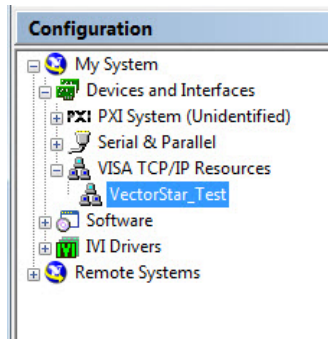 Configuration
My System
Devices and Interfaces
PXI PXI System (Unidentified)
Serial & Parallel
VISA TCP/IP Resources
VectorStar_Test
Software
IVI IVI Drivers
Remote Systems